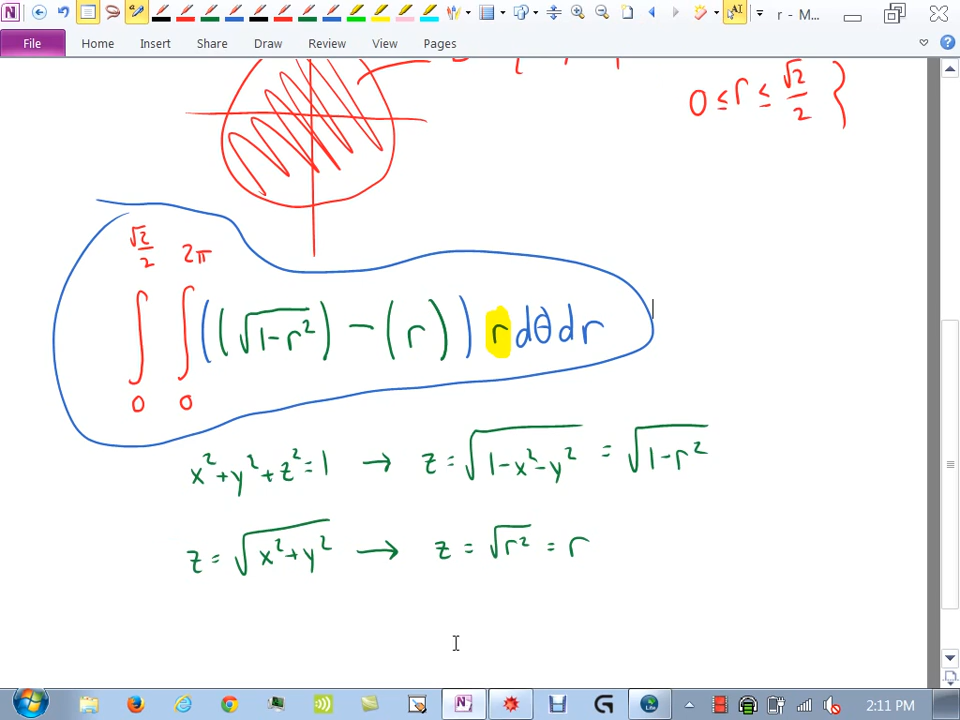 r - M...
File Home Insert Share Draw Review View Pages
0 ≤ r ≤ √2/2 }
∫₀^(√2/2) ∫₀^(2π) ((√(1-r²)) - (r)) r dθ dr
x² + y² + z² = 1 → z = √(1-x²-y²) = √(1-r²)
z = √(x²+y²) → z = √r² = r
2:11 PM